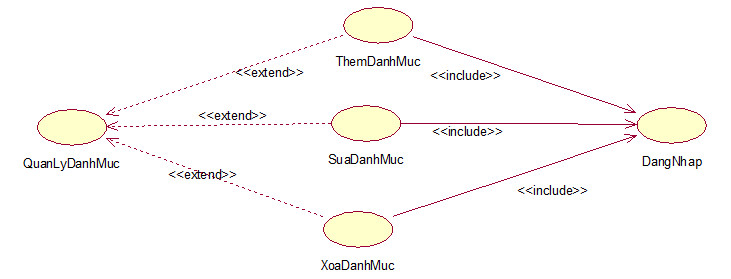 ThemDanhMuc
<<extend>>
<<include>>
<<extend>>
<<include>>
QuanLyDanhMuc
SuaDanhMuc
DangNhap
<<extend>>
<<include>>
XoaDanhMuc